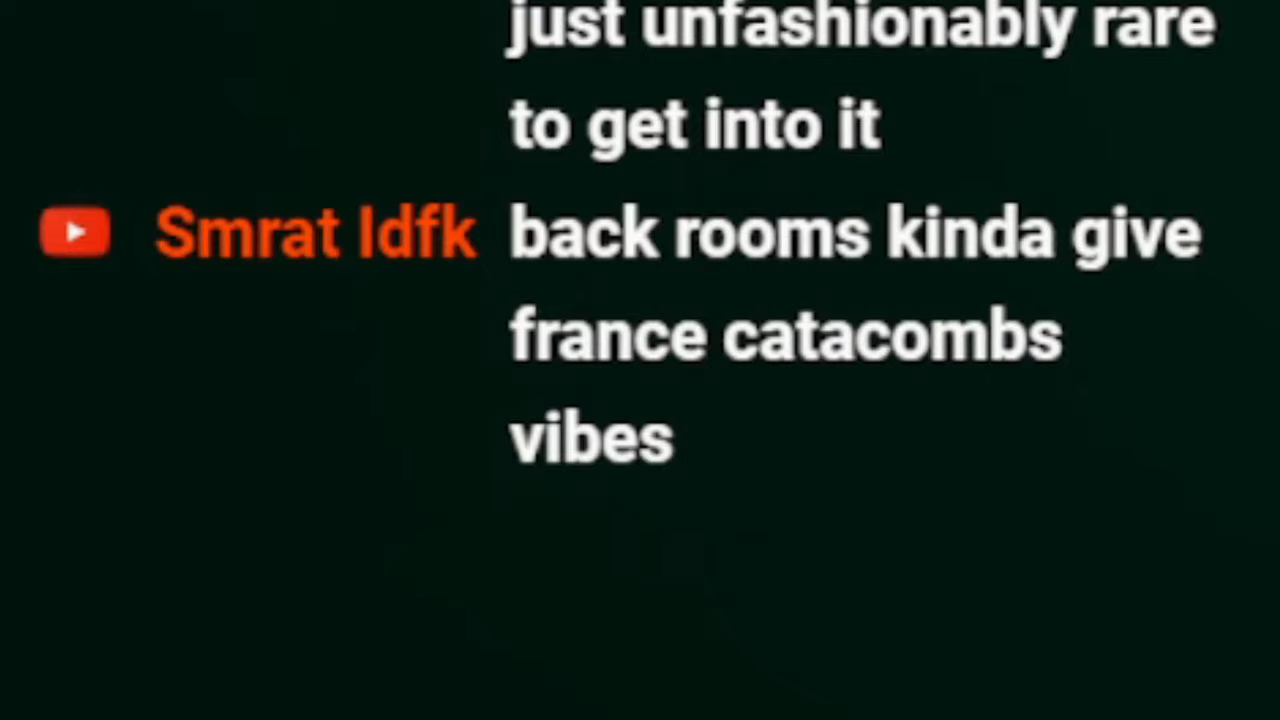 just unfashionably rare
to get into it
Smrat Idfk back rooms kinda give
france catacombs
vibes